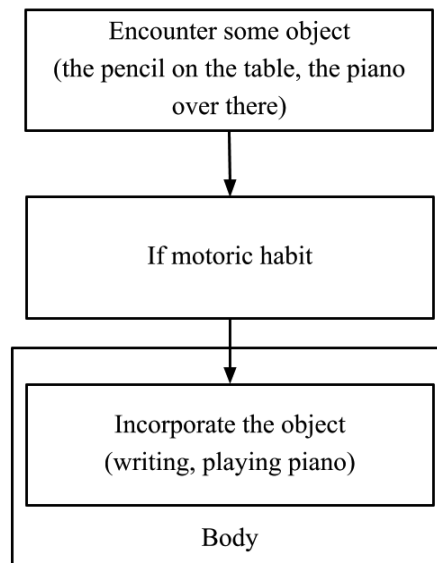 Encounter some object
(the pencil on the table, the piano
over there)
If motoric habit
Incorporate the object
(writing, playing piano)
Body